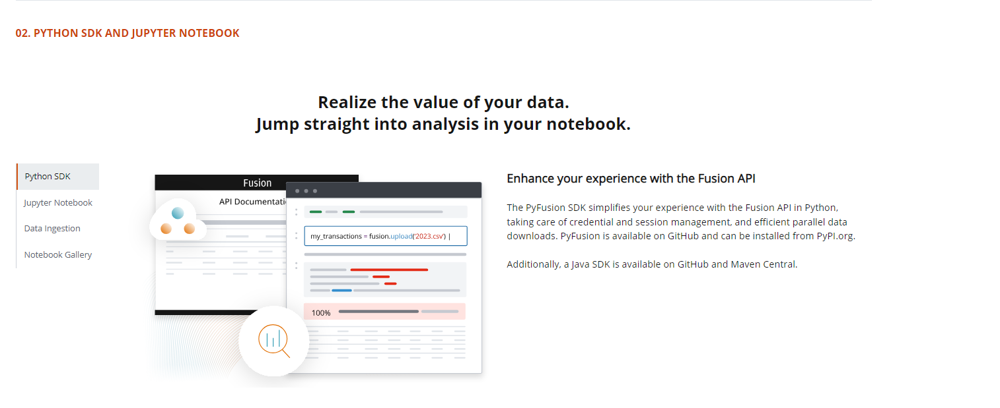 02. PYTHON SDK AND JUPYTER NOTEBOOK
Realize the value of your data.
Jump straight into analysis in your notebook.
Python SDK
Jupyter Notebook
Data Ingestion
Notebook Gallery
Fusion
API Documentati
my_transactions = fusion.upload('2023.csv') |
100%
Enhance your experience with the Fusion API
The PyFusion SDK simplifies your experience with the Fusion API in Python,
taking care of credential and session management, and efficient parallel data
downloads. PyFusion is available on GitHub and can be installed from PyPI.org.
Additionally, a Java SDK is available on GitHub and Maven Central.